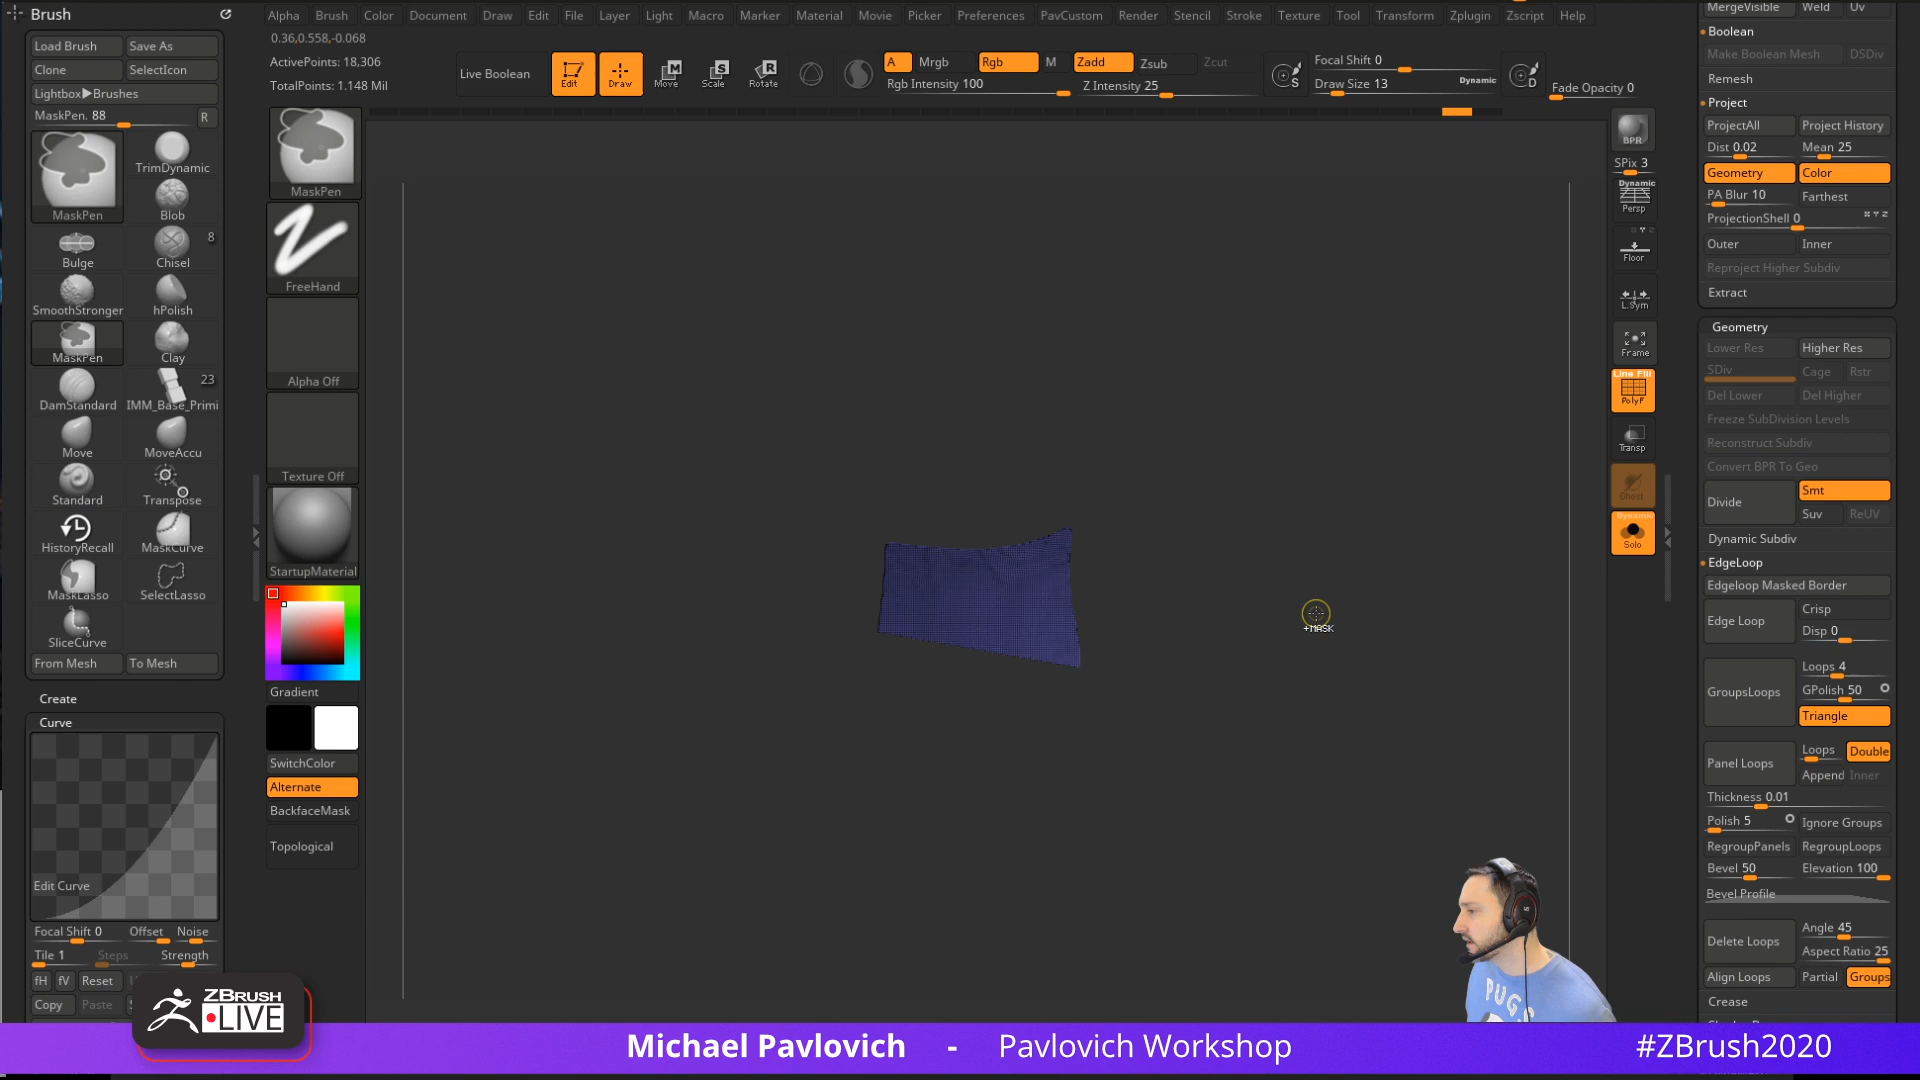 Brush
Alpha Brush Color Document Draw Edit File Layer Light Macro Marker Material Movie Picker Preferences PavCustom Render Stencil Stroke Texture Tool Transform Zplugin Zscript Help
MergeVisible Weld Uv
0.36,0.558,-0.068
ActivePoints: 18,306
TotalPoints: 1.148 Mil
Live Boolean
Edit Draw Move Scale Rotate
A Mrgb Rgb M Zadd Zsub Zcut
Rgb Intensity 100 Z Intensity 25
S
Focal Shift 0
Draw Size 13 Dynamic
D
Fade Opacity 0
Load Brush Save As
Clone SelectIcon
Lightbox▶Brushes
MaskPen. 88 R
MaskPen TrimDynamic
Blob
Bulge Chisel 8
SmoothStronger hPolish
MaskPen Clay
DamStandard IMM_Base_Primi 23
Move MoveAccu
Standard Transpose
HistoryRecall MaskCurve
MaskLasso SelectLasso
SliceCurve
From Mesh To Mesh
Create
Curve
Edit Curve
Focal Shift 0 Offset Noise
Tile 1 Steps Strength
fH fV Reset
Copy Paste
MaskPen
FreeHand
Alpha Off
Texture Off
StartupMaterial
Gradient
SwitchColor
Alternate
BackfaceMask
Topological
+MASK
BPR
SPix 3
Dynamic
Persp
Floor
L.Sym
Frame
Line Fill
PolyF
Transp
Ghost
Dynamic
Solo
Boolean
Make Boolean Mesh DSDiv
Remesh
Project
ProjectAll Project History
Dist 0.02 Mean 25
Geometry Color
PA Blur 10 Farthest
ProjectionShell 0
Outer Inner
Reproject Higher Subdiv
Extract
Geometry
Lower Res Higher Res
SDiv Cage Rstr
Del Lower Del Higher
Freeze SubDivision Levels
Reconstruct Subdiv
Convert BPR To Geo
Divide Smt
Suv ReUV
Dynamic Subdiv
EdgeLoop
Edgeloop Masked Border
Edge Loop Crisp
Disp 0
GroupsLoops Loops 4
GPolish 50
Triangle
Panel Loops Loops Double
Append Inner
Thickness 0.01
Polish 5 Ignore Groups
RegroupPanels RegroupLoops
Bevel 50 Elevation 100
Bevel Profile
Delete Loops Angle 45
Aspect Ratio 25
Align Loops Partial Groups
Crease
PUG
ZBRUSH
LIVE
Michael Pavlovich - Pavlovich Workshop #ZBrush2020